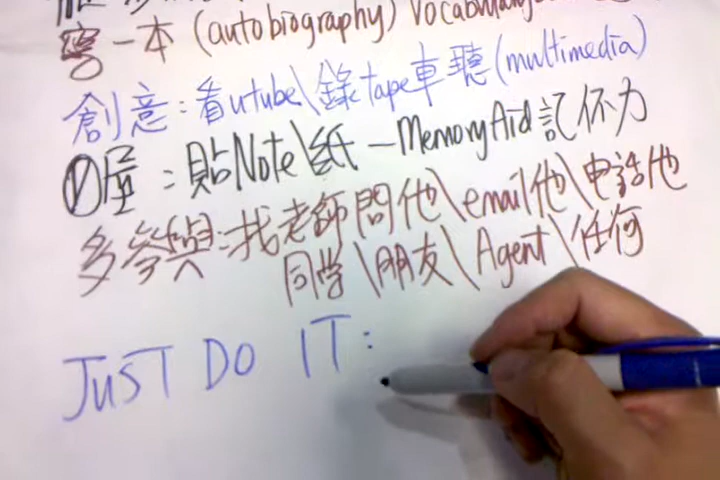 寫一本 (autobiography) Vocabulary
創意：看utube\錄tape車聽(multimedia)
①屋：貼Note\紙—Memory Aid 記怀力
多參與：找老師問他\email他\电話他
同学\朋友\Agent\任何
JUST DO IT: